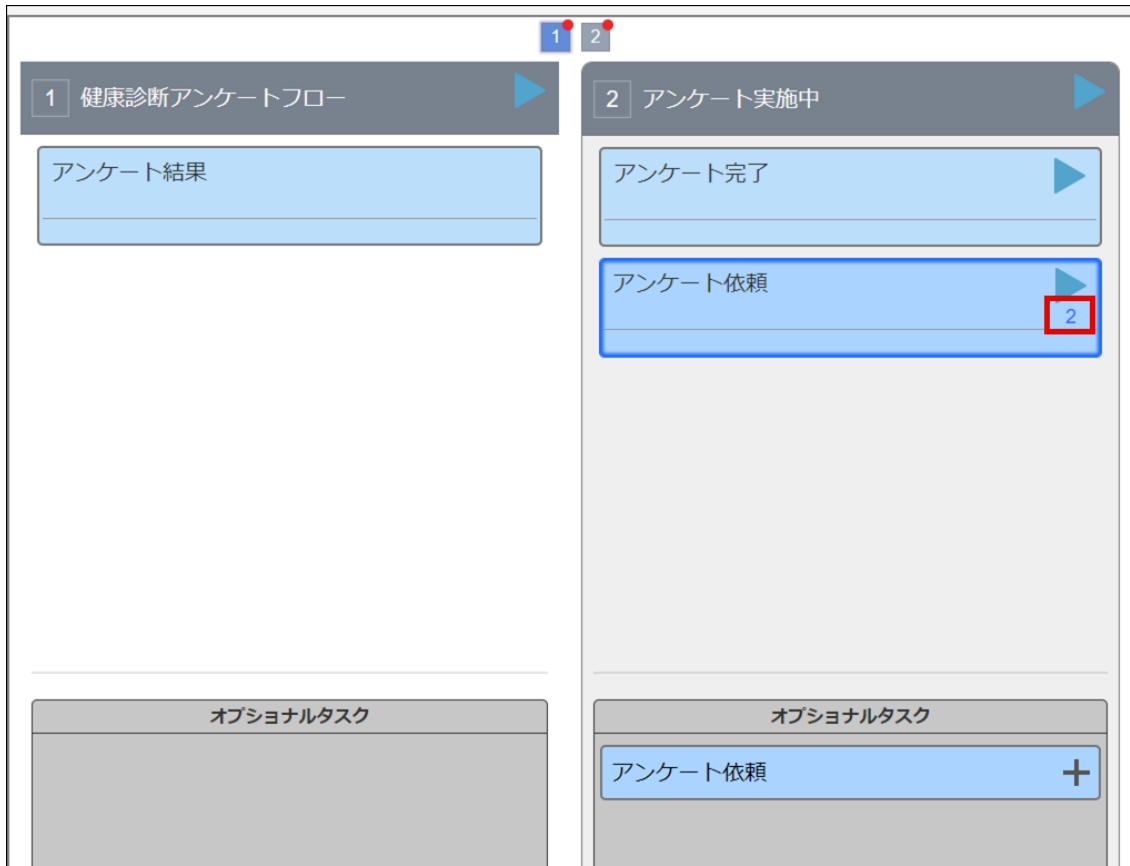 1 2
1 健康診断アンケートフロー
アンケート結果
オプショナルタスク
2 アンケート実施中
アンケート完了
アンケート依頼
2
オプショナルタスク
アンケート依頼 +